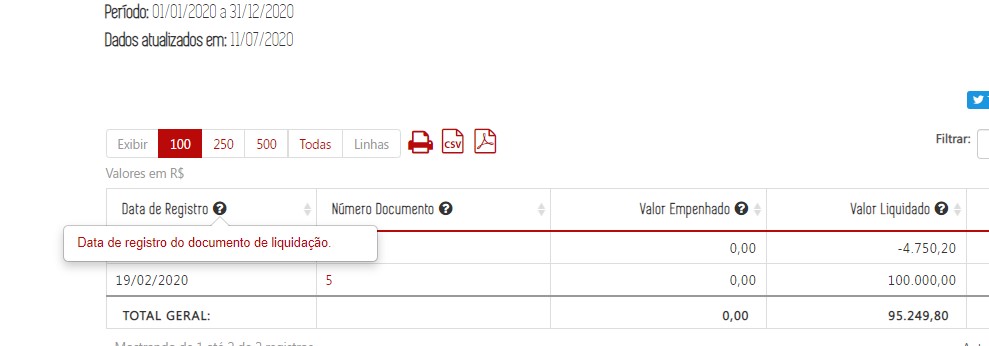 Período: 01/01/2020 a 31/12/2020
Dados atualizados em: 11/07/2020
Exibir 100 250 500 Todas Linhas CSV
Filtrar:
Valores em R$
Data de Registro ? Número Documento ? Valor Empenhado ? Valor Liquidado ?
Data de registro do documento de liquidação.
0,00 -4.750,20
19/02/2020 5 0,00 100.000,00
TOTAL GERAL: 0,00 95.249,80